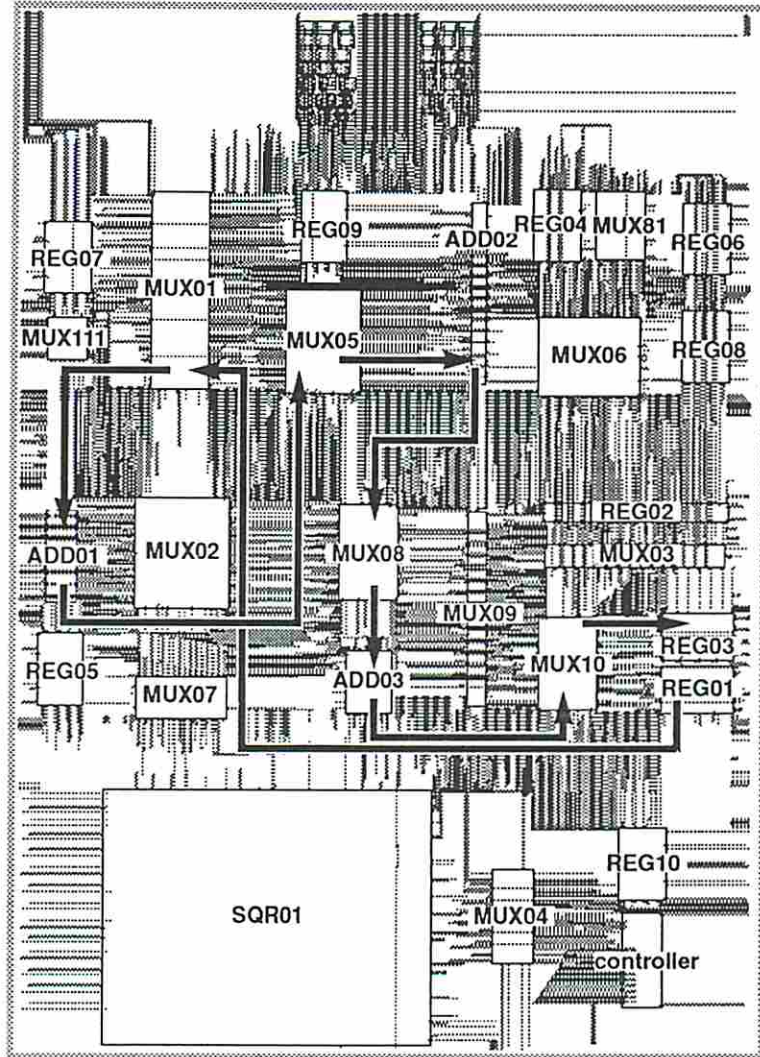 REG09
ADD02
REG04
MUX81
REG06
REG07
MUX01
MUX111
MUX05
MUX06
REG08
REG02
ADD01
MUX02
MUX08
MUX03
MUX09
REG05
MUX07
ADD03
MUX10
REG03
REG01
REG10
SQR01
MUX04
controller